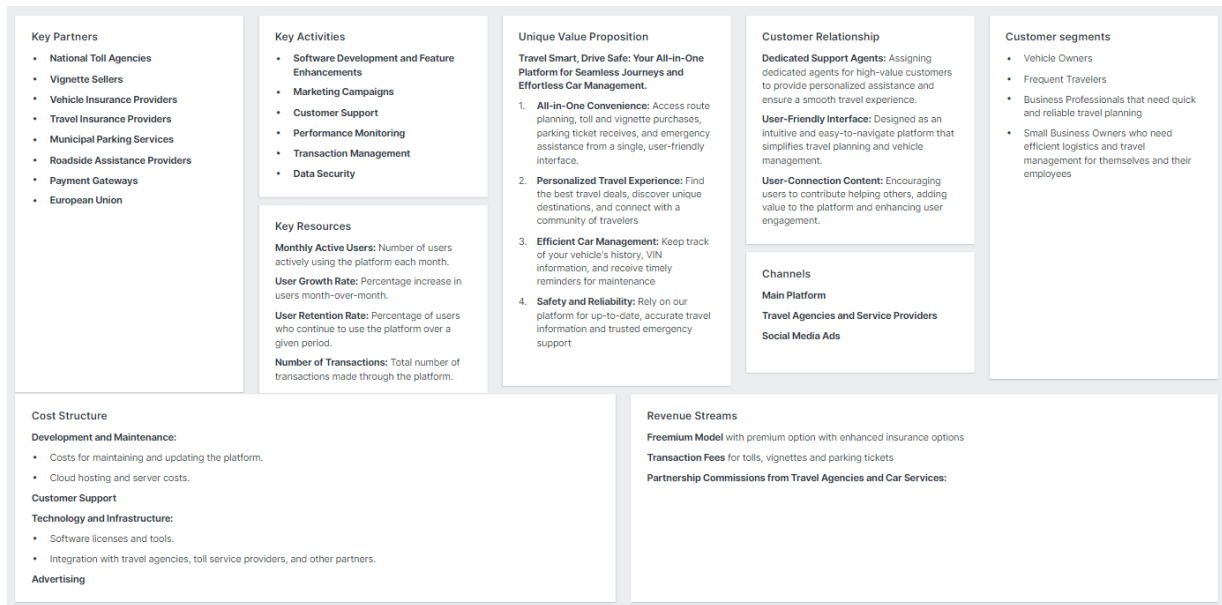 Key Partners
• National Toll Agencies
• Vignette Sellers
• Vehicle Insurance Providers
• Travel Insurance Providers
• Municipal Parking Services
• Roadside Assistance Providers
• Payment Gateways
• European Union
Key Activities
• Software Development and Feature
Enhancements
• Marketing Campaigns
• Customer Support
• Performance Monitoring
• Transaction Management
• Data Security
Key Resources
Monthly Active Users: Number of users
actively using the platform each month.
User Growth Rate: Percentage increase in
users month-over-month.
User Retention Rate: Percentage of users
who continue to use the platform over a
given period.
Number of Transactions: Total number of
transactions made through the platform.
Unique Value Proposition
Travel Smart, Drive Safe: Your All-in-One
Platform for Seamless Journeys and
Effortless Car Management.
1. All-in-One Convenience: Access route
planning, toll and vignette purchases,
parking ticket receives, and emergency
assistance from a single, user-friendly
interface.
2. Personalized Travel Experience: Find
the best travel deals, discover unique
destinations, and connect with a
community of travelers
3. Efficient Car Management: Keep track
of your vehicle's history, VIN
information, and receive timely
reminders for maintenance
4. Safety and Reliability: Rely on our
platform for up-to-date, accurate travel
information and trusted emergency
support
Customer Relationship
Dedicated Support Agents: Assigning
dedicated agents for high-value customers
to provide personalized assistance and
ensure a smooth travel experience.
User-Friendly Interface: Designed as an
intuitive and easy-to-navigate platform that
simplifies travel planning and vehicle
management.
User-Connection Content: Encouraging
users to contribute helping others, adding
value to the platform and enhancing user
engagement.
Channels
Main Platform
Travel Agencies and Service Providers
Social Media Ads
Customer segments
• Vehicle Owners
• Frequent Travelers
• Business Professionals that need quick
and reliable travel planning
• Small Business Owners who need
efficient logistics and travel
management for themselves and their
employees
Cost Structure
Development and Maintenance:
• Costs for maintaining and updating the platform.
• Cloud hosting and server costs.
Customer Support
Technology and Infrastructure:
• Software licenses and tools.
• Integration with travel agencies, toll service providers, and other partners.
Advertising
Revenue Streams
Freemium Model with premium option with enhanced insurance options
Transaction Fees for tolls, vignettes and parking tickets
Partnership Commissions from Travel Agencies and Car Services: